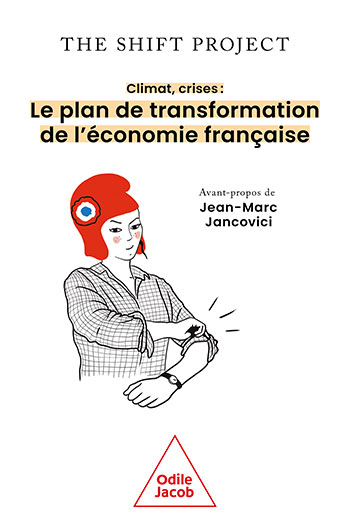 THE SHIFT PROJECT
Climat, crises :
Le plan de transformation
de l’économie française
Avant-propos de
Jean-Marc
Jancovici
Odile
Jacob